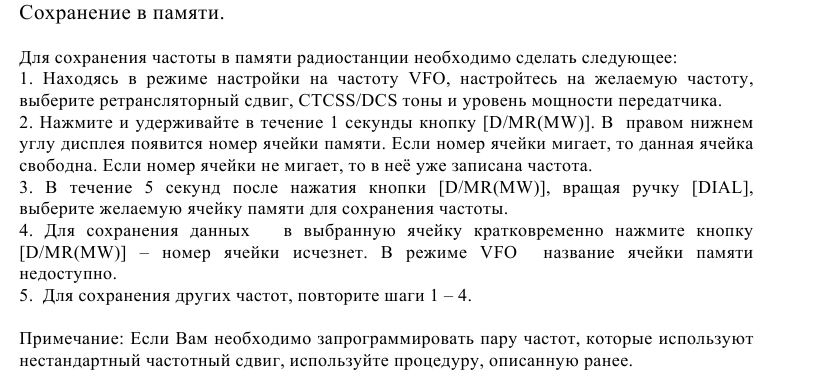 Сохранение в памяти.
Для сохранения частоты в памяти радиостанции необходимо сделать следующее:
1. Находясь в режиме настройки на частоту VFO, настройтесь на желаемую частоту,
выберите ретрансляторный сдвиг, CTCSS/DCS тоны и уровень мощности передатчика.
2. Нажмите и удерживайте в течение 1 секунды кнопку [D/MR(MW)]. В правом нижнем
углу дисплея появится номер ячейки памяти. Если номер ячейки мигает, то данная ячейка
свободна. Если номер ячейки не мигает, то в неё уже записана частота.
3. В течение 5 секунд после нажатия кнопки [D/MR(MW)], вращая ручку [DIAL],
выберите желаемую ячейку памяти для сохранения частоты.
4. Для сохранения данных в выбранную ячейку кратковременно нажмите кнопку
[D/MR(MW)] – номер ячейки исчезнет. В режиме VFO название ячейки памяти
недоступно.
5. Для сохранения других частот, повторите шаги 1 – 4.
Примечание: Если Вам необходимо запрограммировать пару частот, которые используют
нестандартный частотный сдвиг, используйте процедуру, описанную ранее.